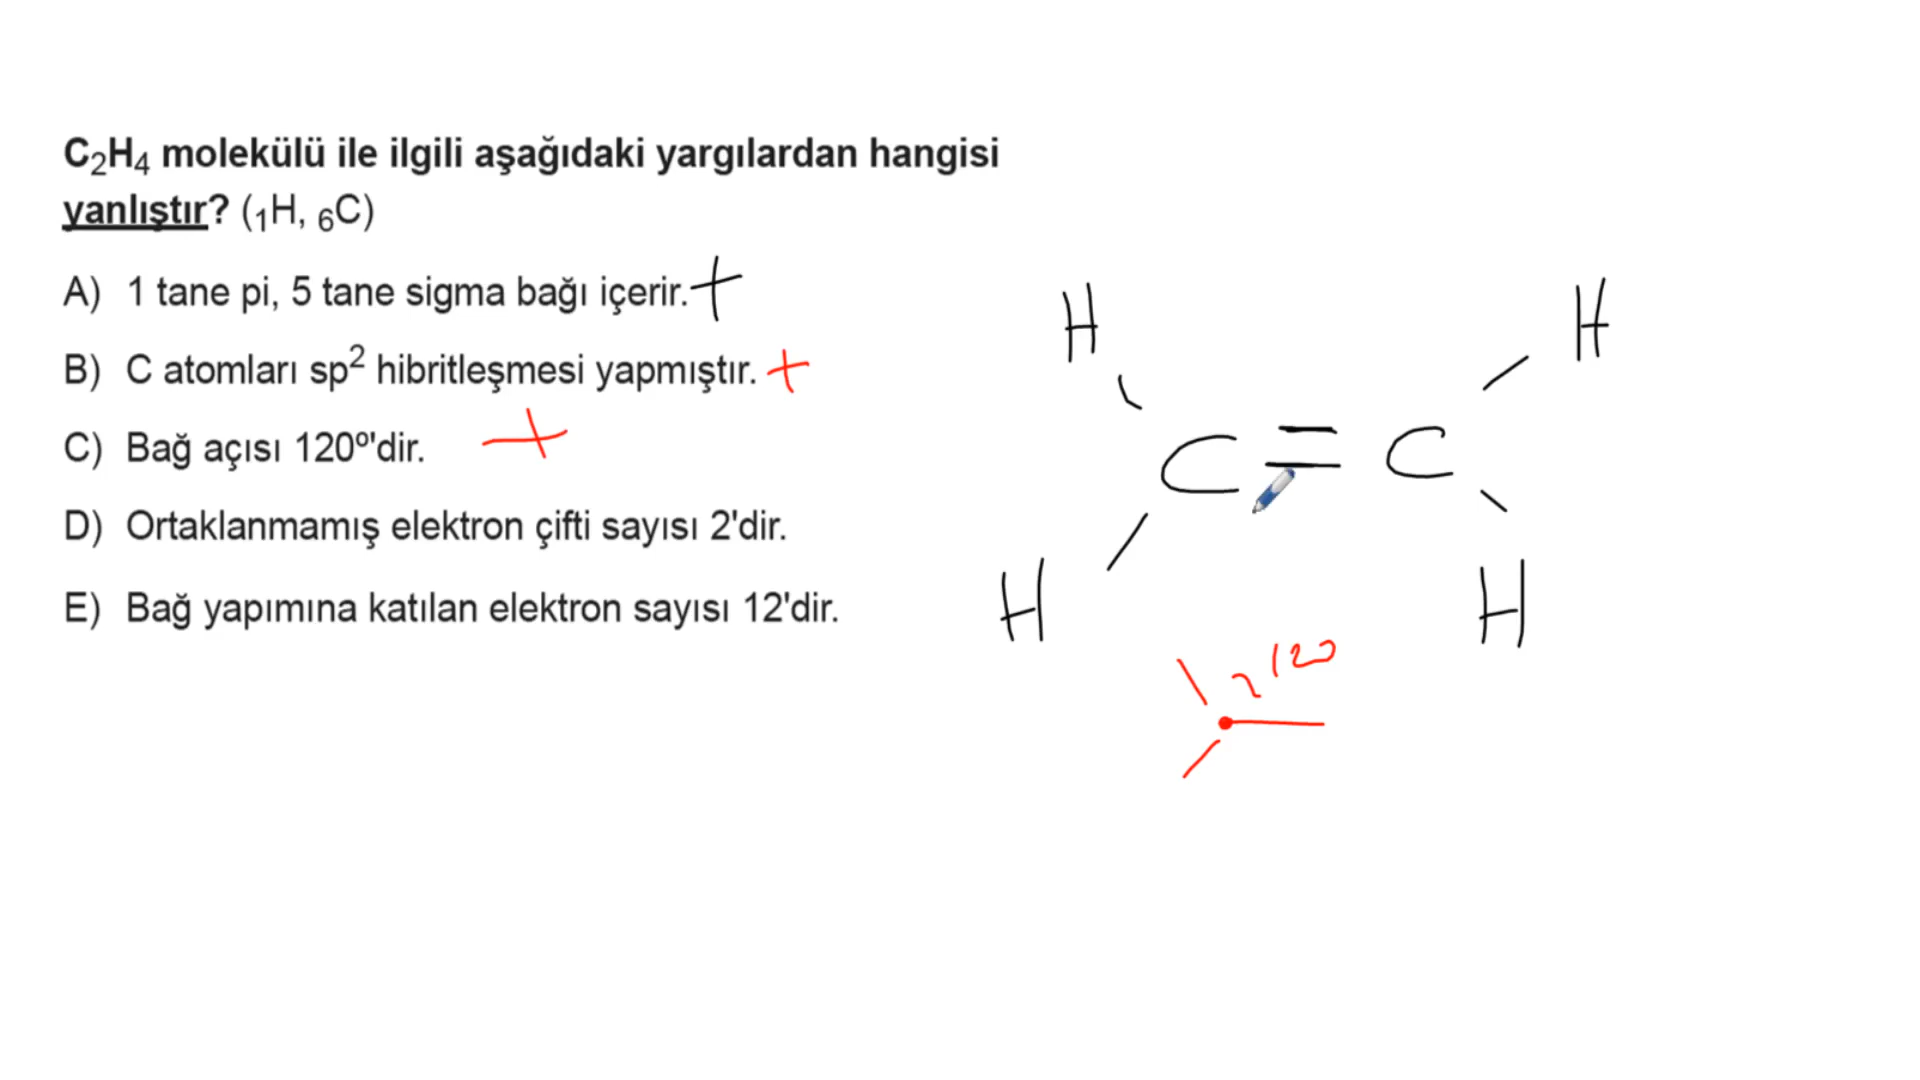 C₂H₄ molekülü ile ilgili aşağıdaki yargılardan hangisi
yanlıştır? (₁H, ₆C)
A) 1 tane pi, 5 tane sigma bağı içerir. +
B) C atomları sp² hibritleşmesi yapmıştır. +
C) Bağ açısı 120º'dir. +
D) Ortaklanmamış elektron çifti sayısı 2'dir.
E) Bağ yapımına katılan elektron sayısı 12'dir.
H H
C = C
H H
120